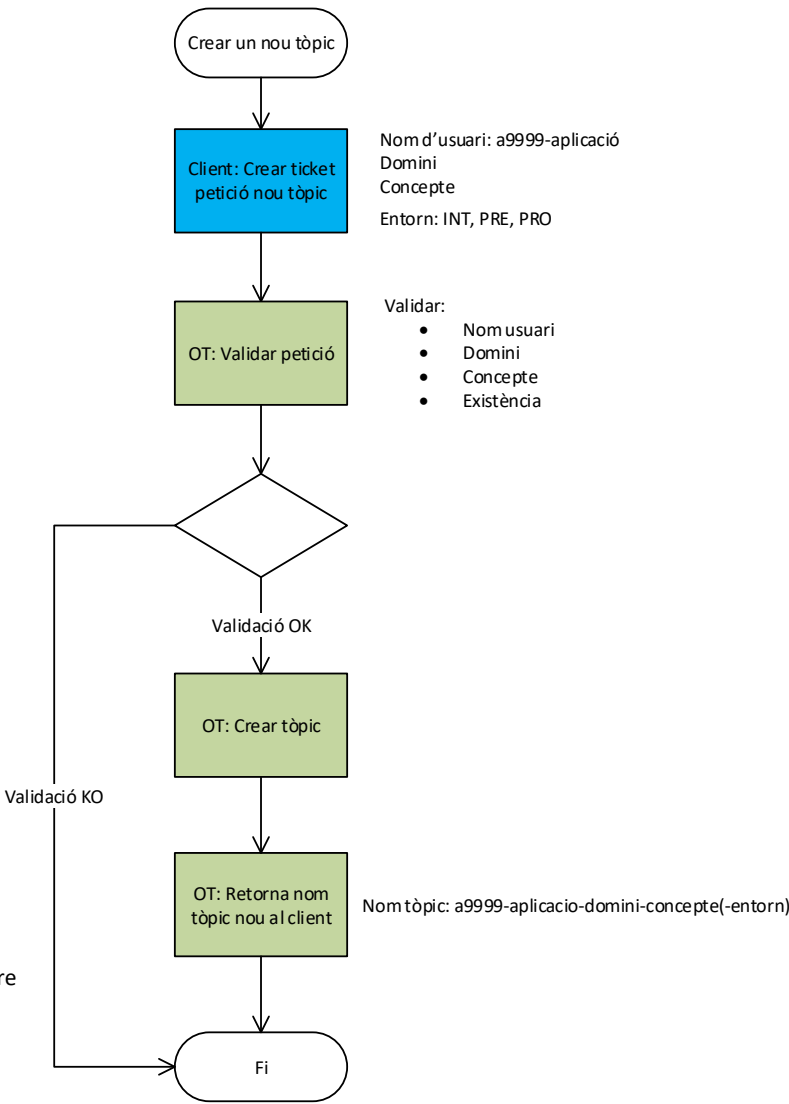 Crear un nou tòpic
Client: Crear ticket
petició nou tòpic
Nom d'usuari: a9999-aplicació
Domini
Concepte
Entorn: INT, PRE, PRO
OT: Validar petició
Validar:
• Nom usuari
• Domini
• Concepte
• Existència
Validació OK
OT: Crear tòpic
Validació KO
OT: Retorna nom
tòpic nou al client
Nom tòpic: a9999-aplicacio-domini-concepte(-entorn)
re
Fi